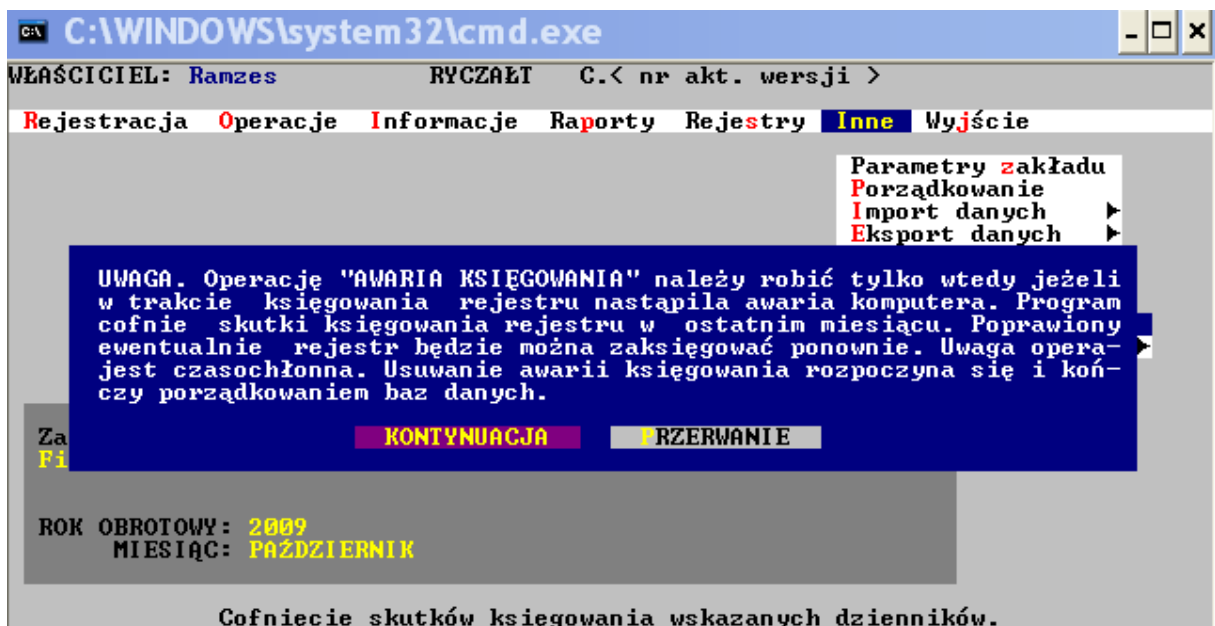 C:\WINDOWS\system32\cmd.exe
WŁAŚCICIEL: Ramzes RYCZAŁT C.< nr akt. wersji >
Rejestracja Operacje Informacje Raporty Rejestry Inne Wyjście
Parametry zakładu
Porządkowanie
Import danych
Eksport danych
UWAGA. Operację "AWARIA KSIĘGOWANIA" należy robić tylko wtedy jeżeli
w trakcie księgowania rejestru nastąpila awaria komputera. Program
cofnie skutki księgowania rejestru w ostatnim miesiącu. Poprawiony
ewentualnie rejestr będzie można zaksięgować ponownie. Uwaga opera-
jest czasochłonna. Usuwanie awarii księgowania rozpoczyna się i koń-
czy porządkowaniem baz danych.
KONTYNUACJA PRZERWANIE
Za
Fi
ROK OBROTOWY: 2009
MIESIĄC: PAŹDZIERNIK
Cofnięcie skutków księgowania wskazanych dzienników.